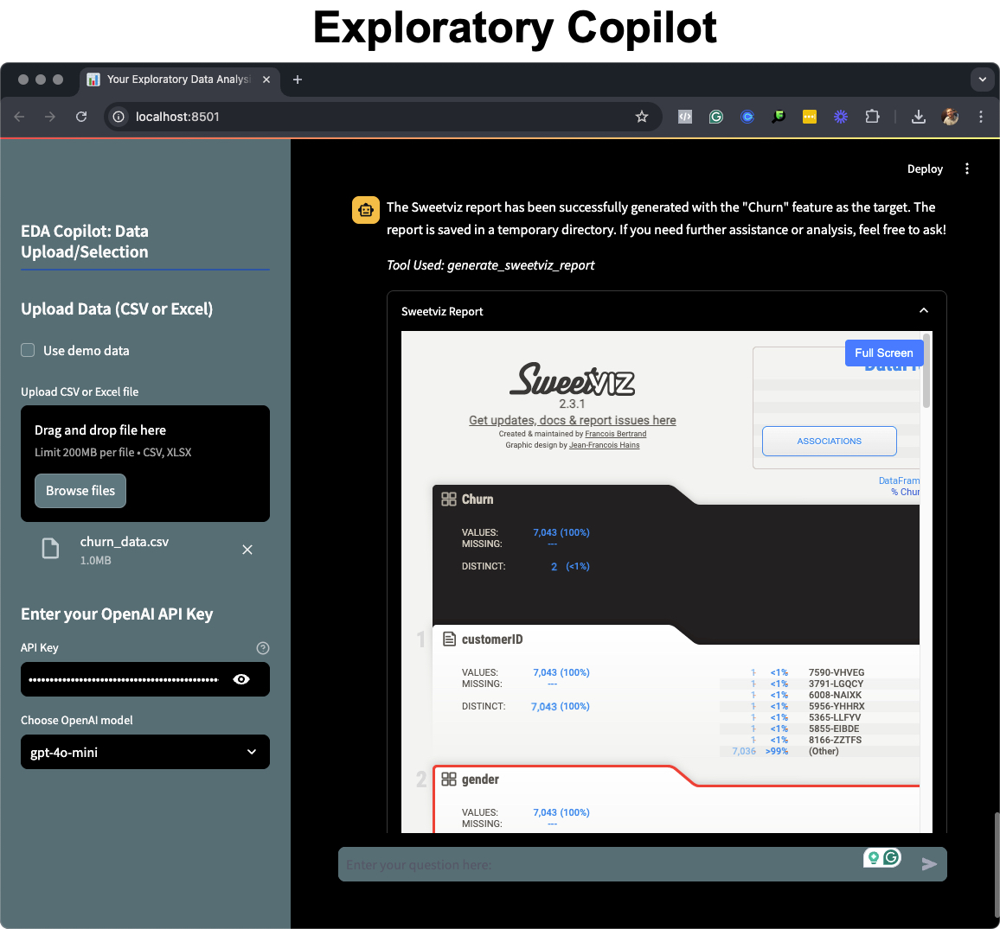 Exploratory Copilot
Your Exploratory Data Analysi
localhost:8501
Deploy
EDA Copilot: Data
Upload/Selection
Upload Data (CSV or Excel)
Use demo data
Upload CSV or Excel file
Drag and drop file here
Limit 200MB per file • CSV, XLSX
Browse files
churn_data.csv
1.0MB
Enter your OpenAI API Key
API Key
Choose OpenAI model
gpt-4o-mini
The Sweetviz report has been successfully generated with the "Churn" feature as the target. The
report is saved in a temporary directory. If you need further assistance or analysis, feel free to ask!
Tool Used: generate_sweetviz_report
Sweetviz Report
Full Screen
SweetVIZ
2.3.1
Get updates, docs & report issues here
Created & maintained by Francois Bertrand
Graphic design by Jean-Francois Hains
ASSOCIATIONS
DataFram
% Chur
Churn
VALUES: 7,043 (100%)
MISSING: ---
DISTINCT: 2 (<1%)
1 customerID
VALUES: 7,043 (100%)
MISSING: ---
DISTINCT: 7,043 (100%)
1 <1% 7590-VHVEG
1 <1% 3791-LGQCY
1 <1% 6008-NAIXK
1 <1% 5956-YHHRX
1 <1% 5365-LLFYV
1 <1% 5855-EIBDE
1 <1% 8166-ZZTFS
7,036 >99% (Other)
2 gender
VALUES: 7,043 (100%)
MISSING: ---
Enter your question here: